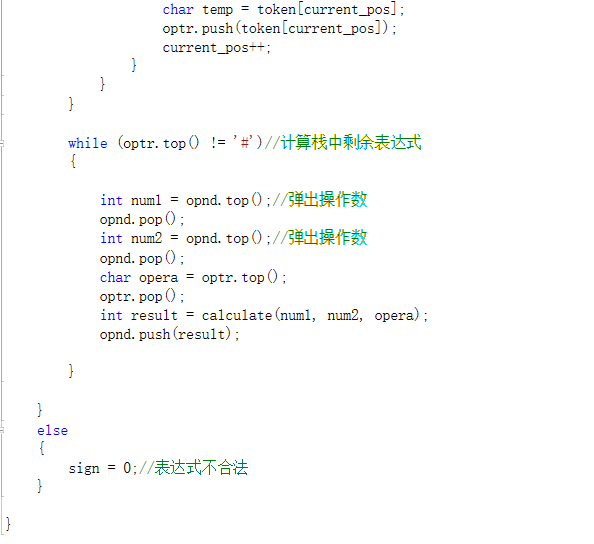 char temp = token[current_pos];
optr.push(token[current_pos]);
current_pos++;
}
}
}
while (optr.top() != '#')//计算栈中剩余表达式
{
int num1 = opnd.top();//弹出操作数
opnd.pop();
int num2 = opnd.top();//弹出操作数
opnd.pop();
char opera = optr.top();
optr.pop();
int result = calculate(num1, num2, opera);
opnd.push(result);
}
}
else
{
sign = 0;//表达式不合法
}
}